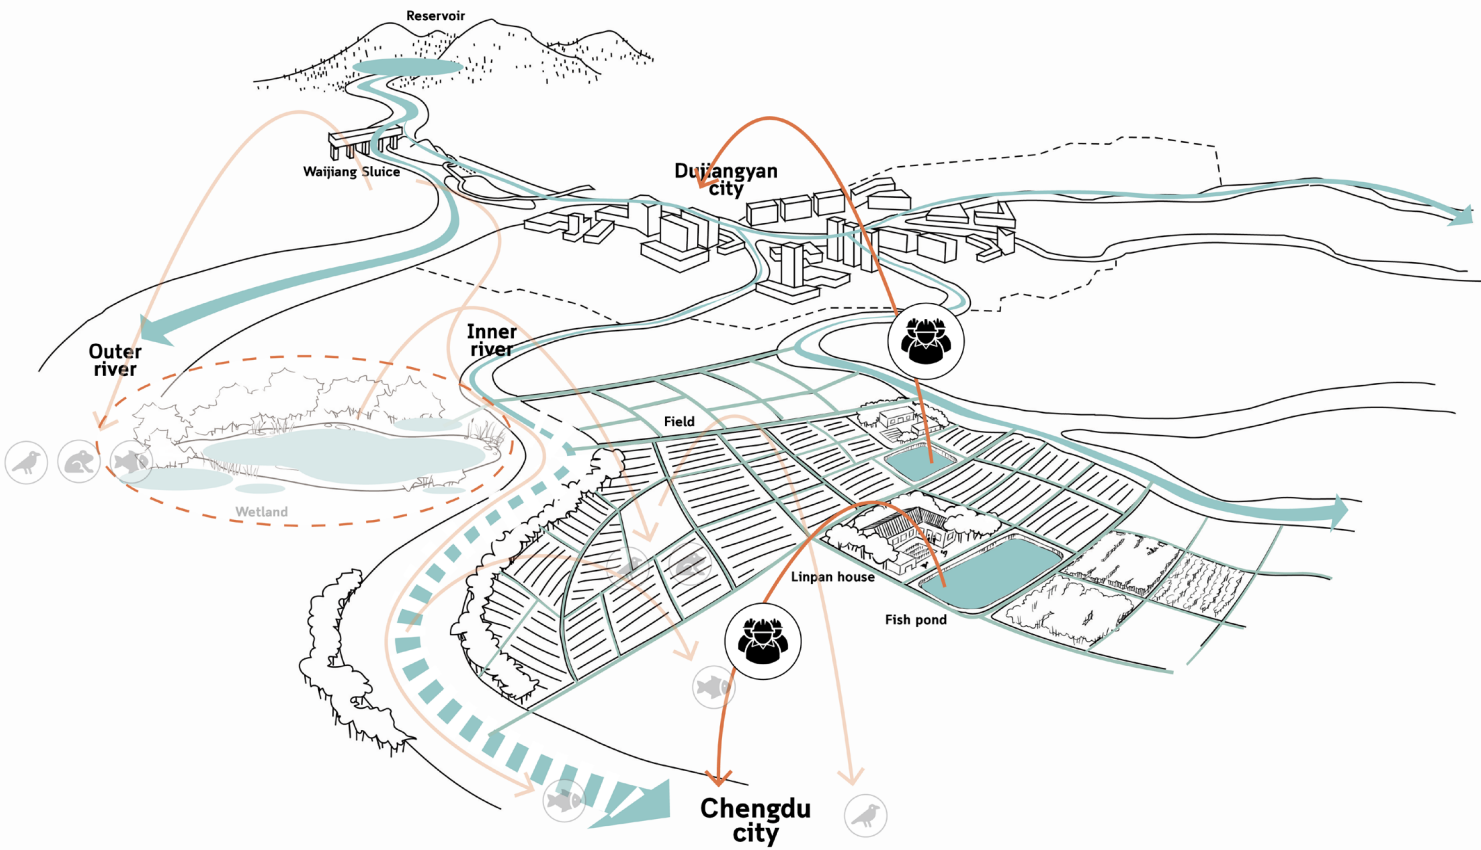 Reservoir
Waijiang Sluice
Dujiangyan
city
Outer
river
Inner
river
Field
Wetland
Linpan house
Fish pond
Chengdu
city